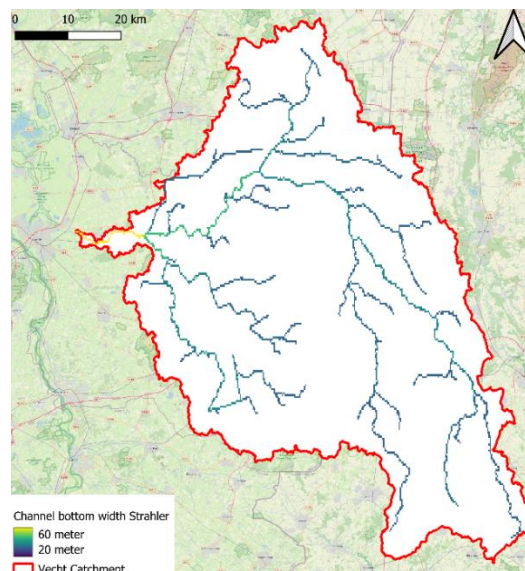 0 10 20 km
Channel bottom width Strahler
60 meter
20 meter
Vecht Catchment